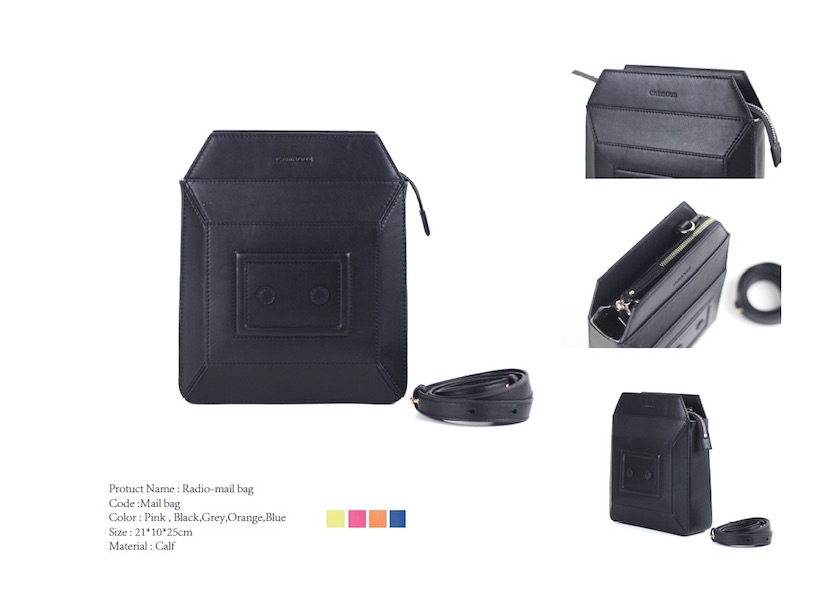 Protuct Name : Radio-mail bag
Code :Mail bag
Color : Pink , Black,Grey,Orange,Blue
Size : 21*10*25cm
Material : Calf